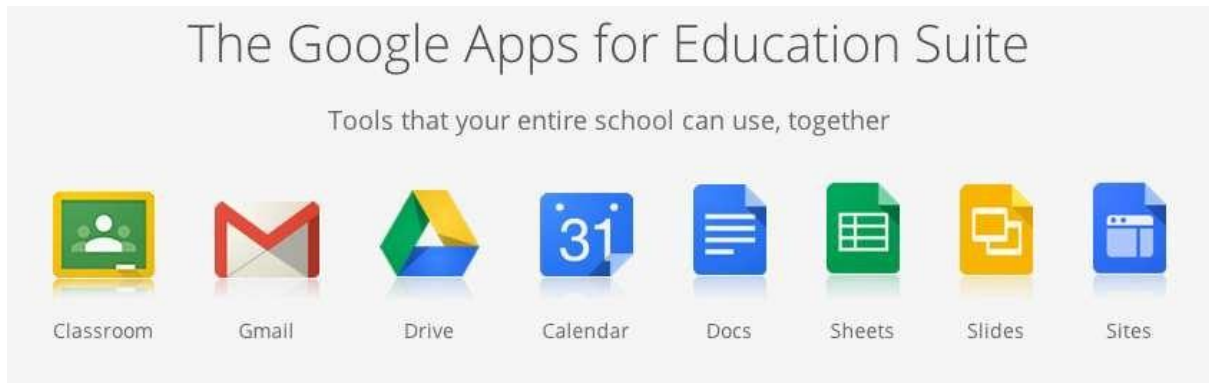 The Google Apps for Education Suite
Tools that your entire school can use, together
31
Classroom Gmail Drive Calendar Docs Sheets Slides Sites